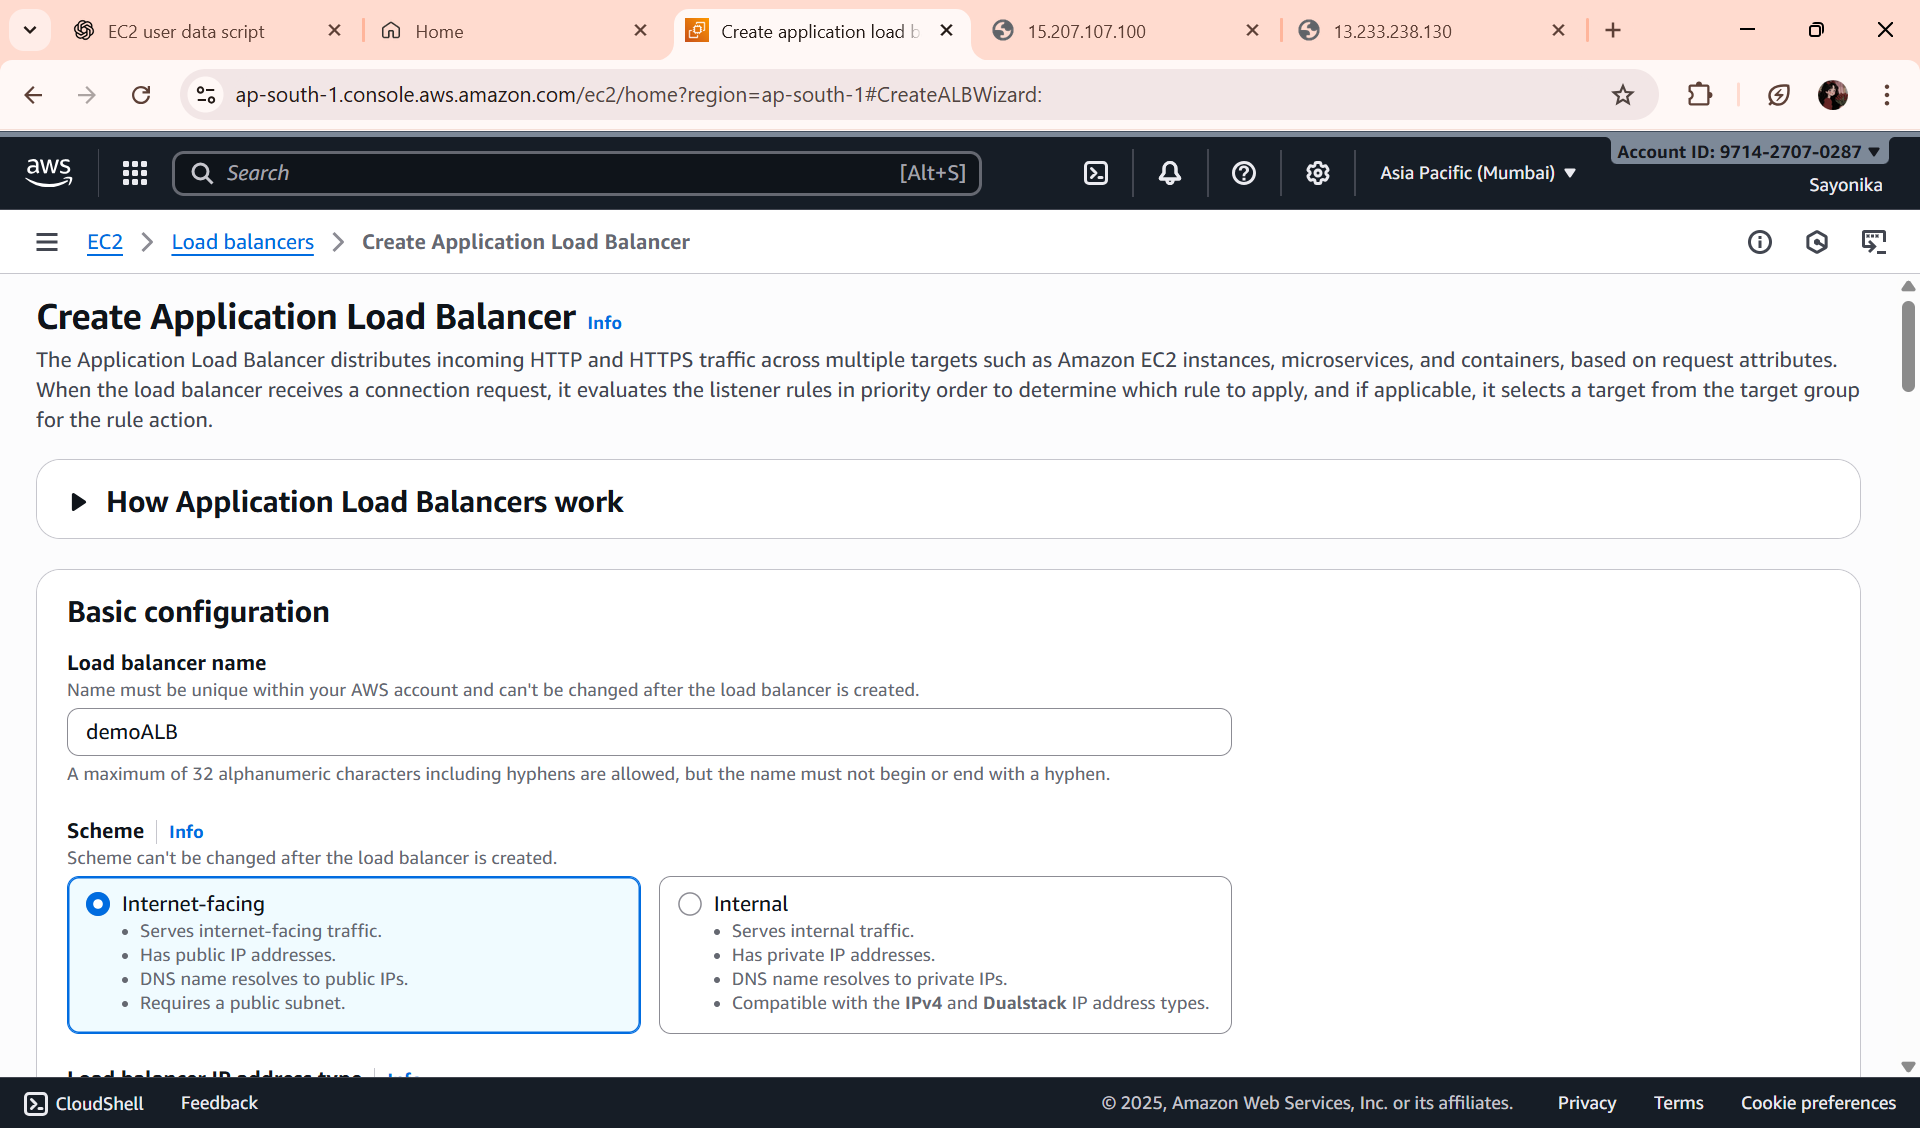 EC2 user data script
Home
Create application load b
15.207.107.100
13.233.238.130
ap-south-1.console.aws.amazon.com/ec2/home?region=ap-south-1#CreateALBWizard:
aws
Search
[Alt+S]
Asia Pacific (Mumbai)
Account ID: 9714-2707-0287
Sayonika
EC2
Load balancers
Create Application Load Balancer
Create Application Load Balancer Info
The Application Load Balancer distributes incoming HTTP and HTTPS traffic across multiple targets such as Amazon EC2 instances, microservices, and containers, based on request attributes.
When the load balancer receives a connection request, it evaluates the listener rules in priority order to determine which rule to apply, and if applicable, it selects a target from the target group
for the rule action.
How Application Load Balancers work
Basic configuration
Load balancer name
Name must be unique within your AWS account and can't be changed after the load balancer is created.
demoALB
A maximum of 32 alphanumeric characters including hyphens are allowed, but the name must not begin or end with a hyphen.
Scheme Info
Scheme can't be changed after the load balancer is created.
Internet-facing
• Serves internet-facing traffic.
• Has public IP addresses.
• DNS name resolves to public IPs.
• Requires a public subnet.
Internal
• Serves internal traffic.
• Has private IP addresses.
• DNS name resolves to private IPs.
• Compatible with the IPv4 and Dualstack IP address types.
Load balancer IP address type Info
CloudShell
Feedback
© 2025, Amazon Web Services, Inc. or its affiliates.
Privacy
Terms
Cookie preferences